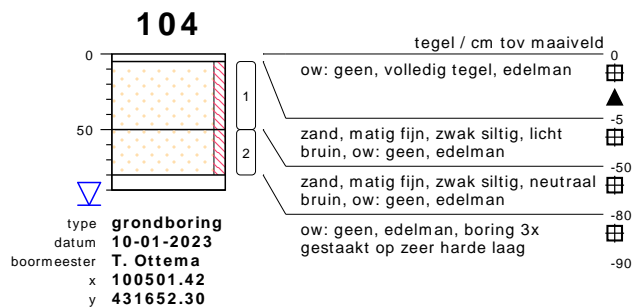 104
tegel / cm tov maaiveld
0
0
ow: geen, volledig tegel, edelman
1
-5
zand, matig fijn, zwak siltig, licht
bruin, ow: geen, edelman
50
-50
2
zand, matig fijn, zwak siltig, neutraal
bruin, ow: geen, edelman
-80
ow: geen, edelman, boring 3x
gestaakt op zeer harde laag
-90
type grondboring
datum 10-01-2023
boormeester T. Ottema
x 100501.42
y 431652.30